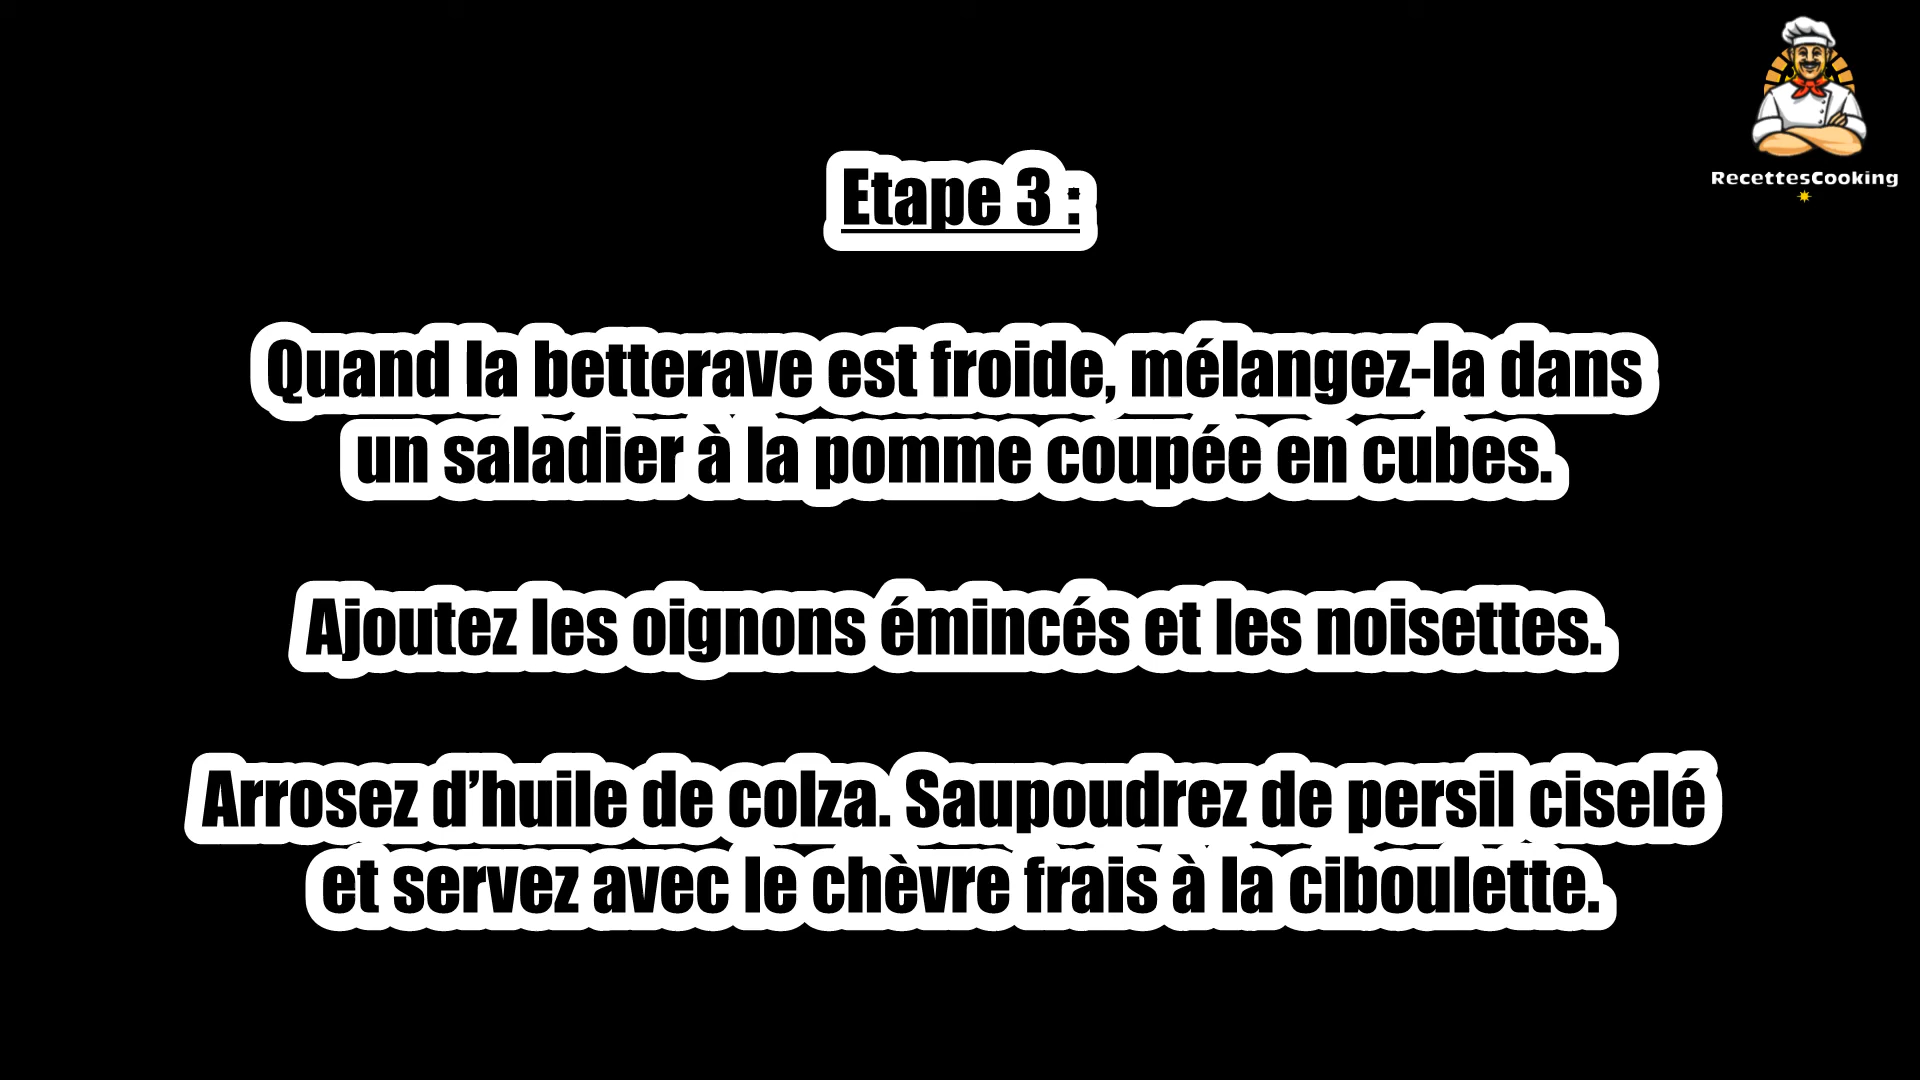 RecettesCooking
Etape 3 :
Quand la betterave est froide, mélangez-la dans
un saladier à la pomme coupée en cubes.
Ajoutez les oignons émincés et les noisettes.
Arrosez d’huile de colza. Saupoudrez de persil ciselé
et servez avec le chèvre frais à la ciboulette.